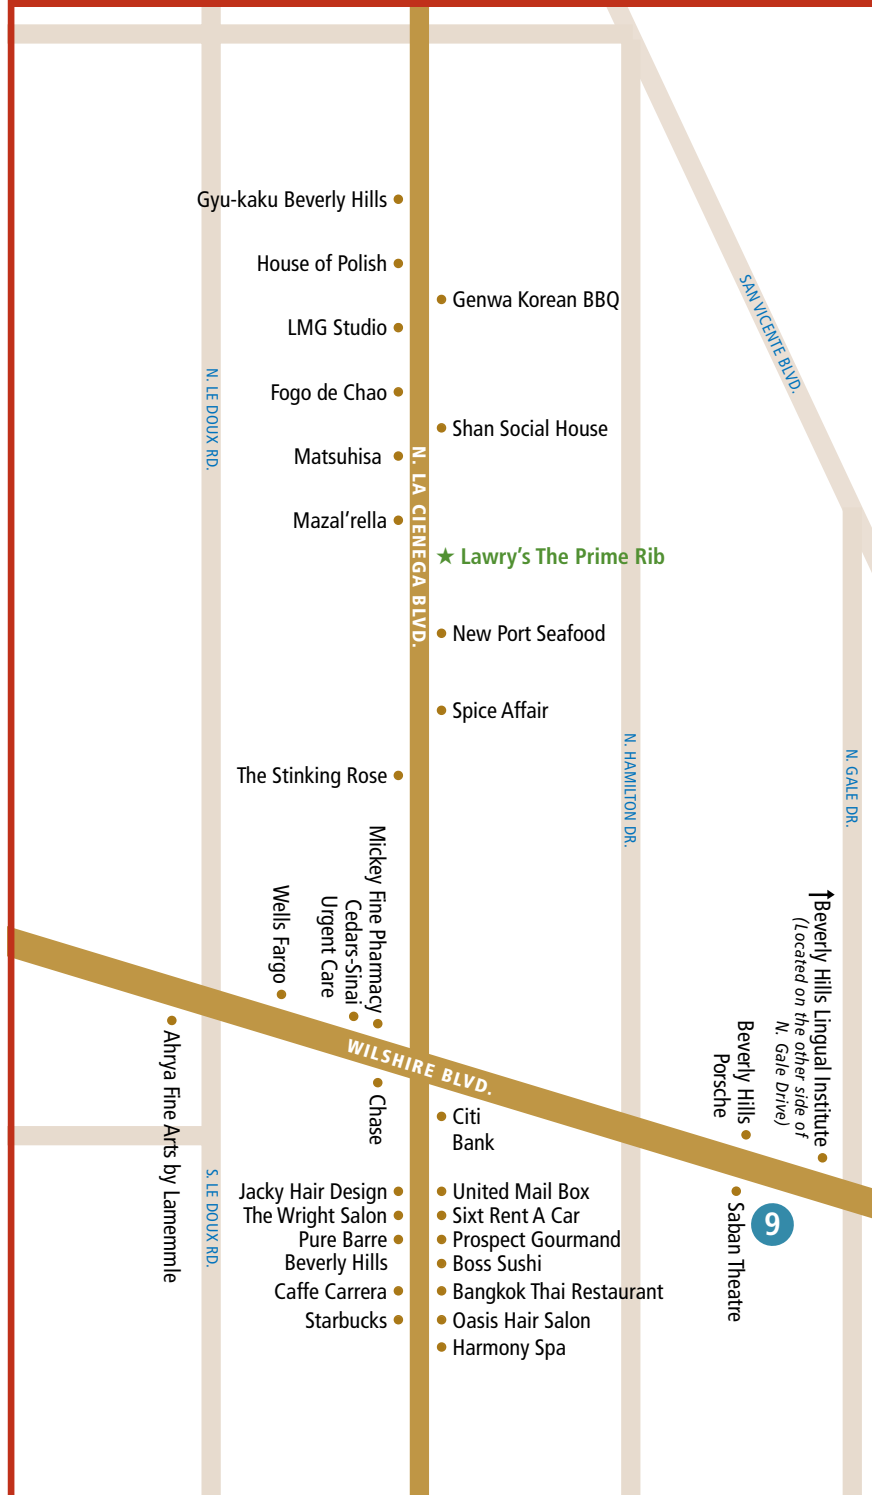 Gyu-kaku Beverly Hills
House of Polish
Genwa Korean BBQ
SAN VICENTE BLVD.
LMG Studio
N. LE DOUX RD.
Fogo de Chao
Shan Social House
Matsuhisa
N. LA CIENEGA BLVD.
Mazal’rella
★ Lawry's The Prime Rib
New Port Seafood
Spice Affair
N. HAMILTON DR.
N. GALE DR.
The Stinking Rose
Mickey Fine Pharmacy
Cedars-Sinai
Urgent Care
Wells Fargo
Beverly Hills Lingual Institute
(Located on the other side of
N. Gale Drive)
Beverly Hills
Porsche
WILSHIRE BLVD.
Ahrya Fine Arts by Lamemmle
Chase
Citi
Bank
S. LE DOUX RD.
Jacky Hair Design
United Mail Box
The Wright Salon
Sixt Rent A Car
Pure Barre
Beverly Hills
Prospect Gourmand
Boss Sushi
Caffe Carrera
Bangkok Thai Restaurant
Starbucks
Oasis Hair Salon
Harmony Spa
Saban Theatre
9